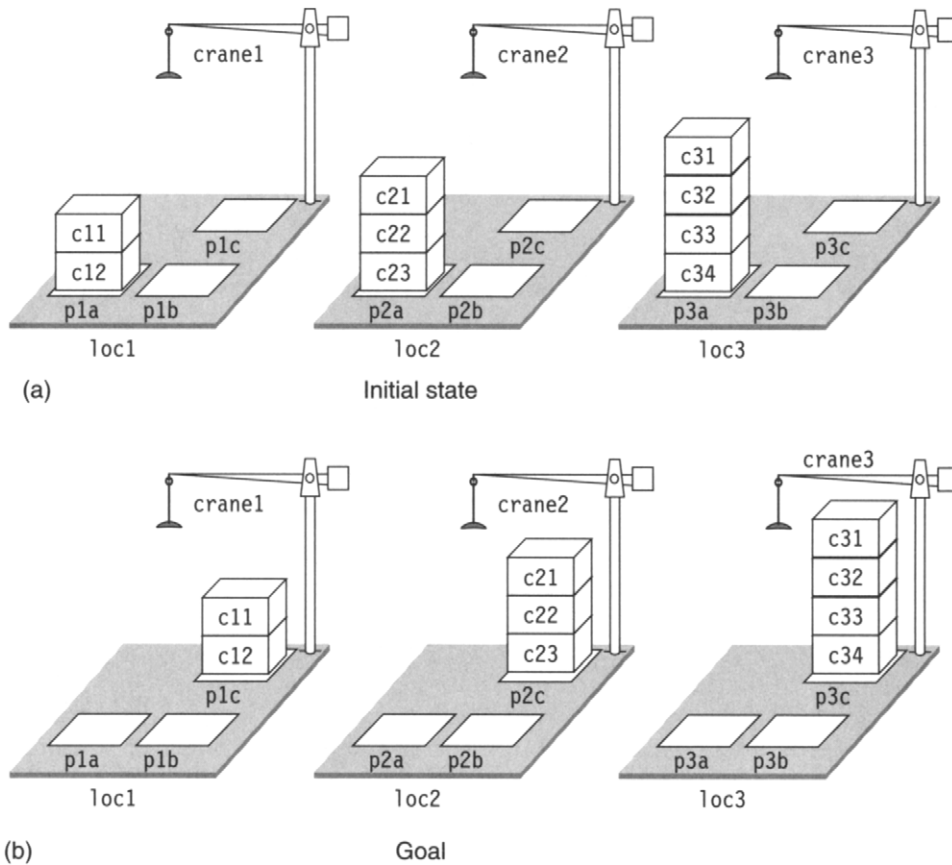 crane1 crane2 crane3
c31
c21 c32
c11 c22 c33
c12 c23 c34
p1c p2c p3c
p1a p1b p2a p2b p3a p3b
loc1 loc2 loc3
(a) Initial state
crane3
crane1 crane2
c31
c21 c32
c11 c22 c33
c12 c23 c34
p1c p2c p3c
p1a p1b p2a p2b p3a p3b
loc1 loc2 loc3
(b) Goal